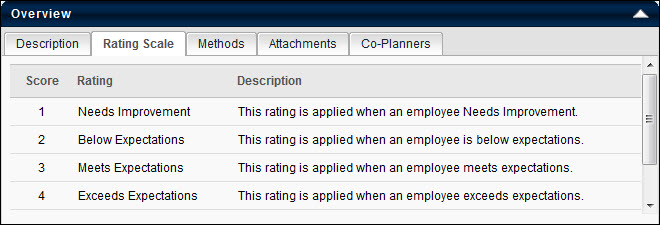 Overview
Description Rating Scale Methods Attachments Co-Planners
Score Rating Description
1 Needs Improvement This rating is applied when an employee Needs Improvement.
2 Below Expectations This rating is applied when an employee is below expectations.
3 Meets Expectations This rating is applied when an employee meets expectations.
4 Exceeds Expectations This rating is applied when an employee exceeds expectations.